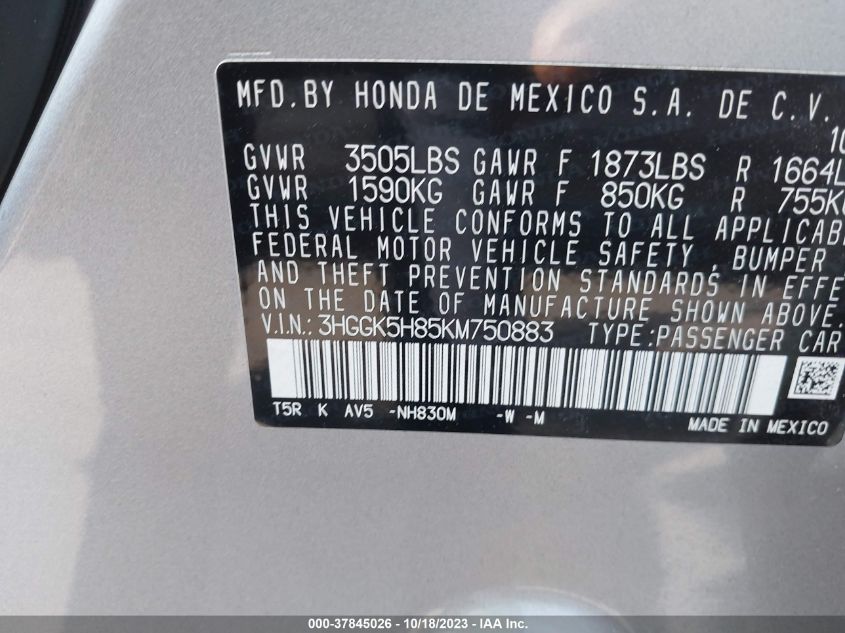 MFD.BY HONDA DE MEXICO S.A. DE C.V.
10
GVWR 3505LBS GAWR F 1873LBS R 1664L
GVWR 1590KG GAWR F 850KG R 755K
THIS VEHICLE CONFORMS TO ALL APPLICAB
FEDERAL MOTOR VEHICLE SAFETY, BUMPER
AND THEFT PREVENTION STANDARDS IN EFFE
ON THE DATE OF MANUFACTURE SHOWN ABOVE.
V.I.N.: 3HGGK5H85KM750883 TYPE:PASSENGER CAR
T5R K AV5 -NH830M -W -M
MADE IN MEXICO
000-37845026 - 10/18/2023 - IAA Inc.